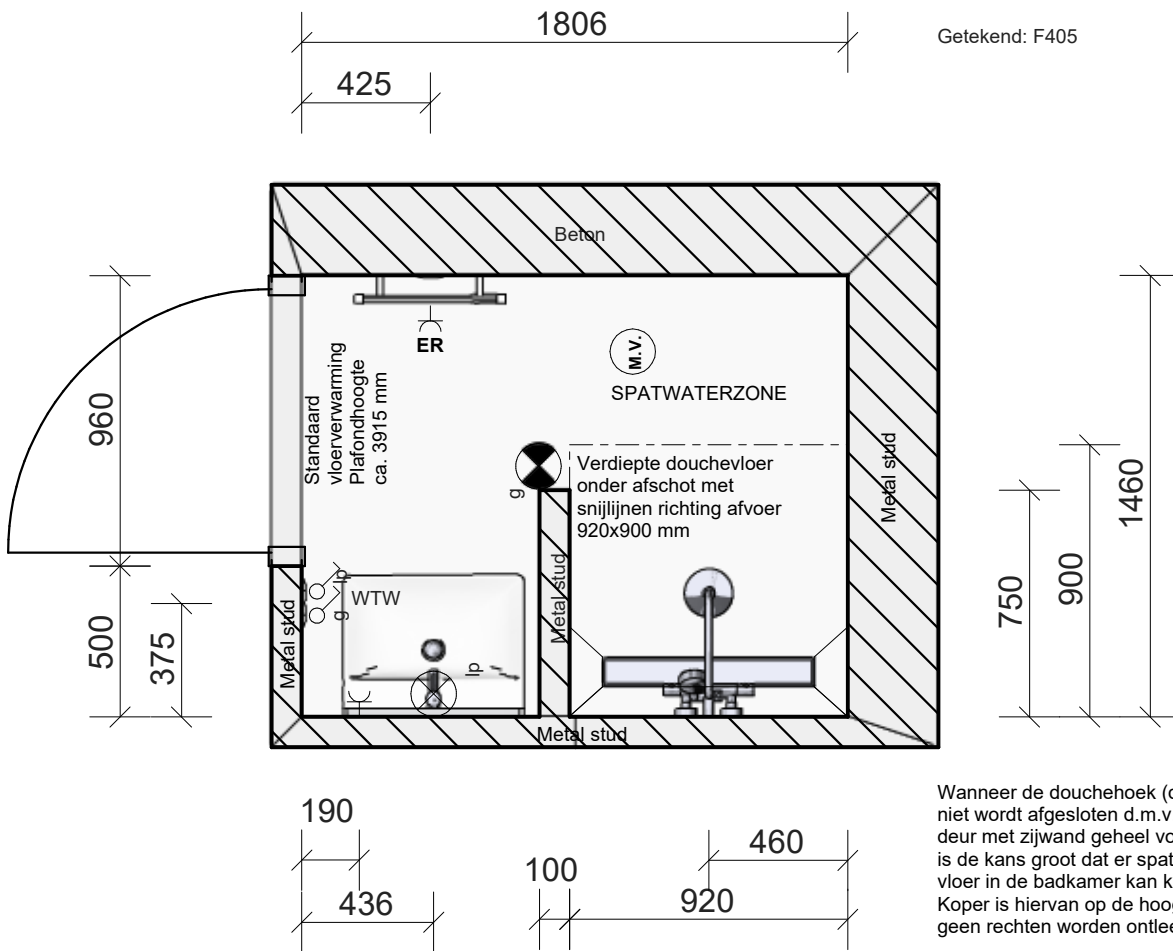 1806
Getekend: F405
425
Beton
ER
M.V.
SPATWATERZONE
Standaard
vloerverwarming
Plafondhoogte
ca. 3915 mm
960
g
Verdiepte douchevloer
onder afschot met
snijlijnen richting afvoer
920x900 mm
Metal stud
1460
900
750
lp
g
WTW
lp
Metal stud
Metal stud
500
375
Metal stud
Wanneer de douchehoek (
niet wordt afgesloten d.m.v
deur met zijwand geheel vo
is de kans groot dat er spat
vloer in de badkamer kan k
Koper is hiervan op de hoog
geen rechten worden ontlee
190
436
100
460
920